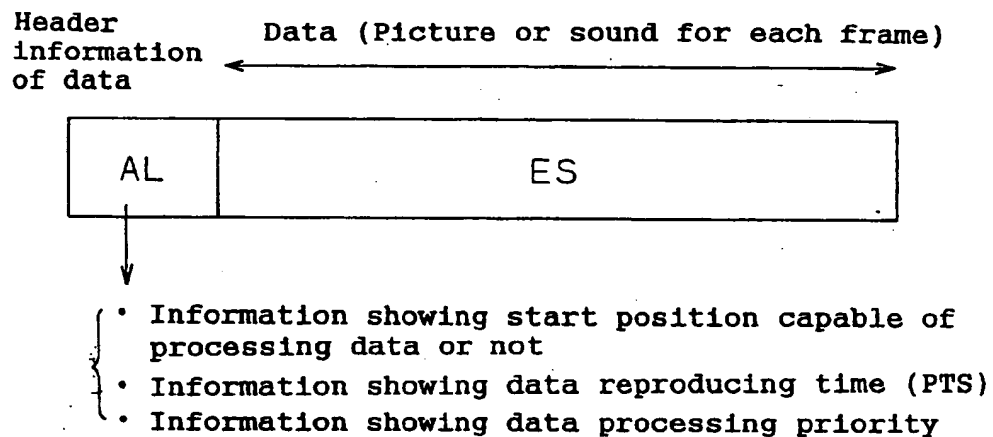 Header
information
of data
Data (Picture or sound for each frame)
AL
ES
• Information showing start position capable of
processing data or not
• Information showing data reproducing time (PTS)
• Information showing data processing priority